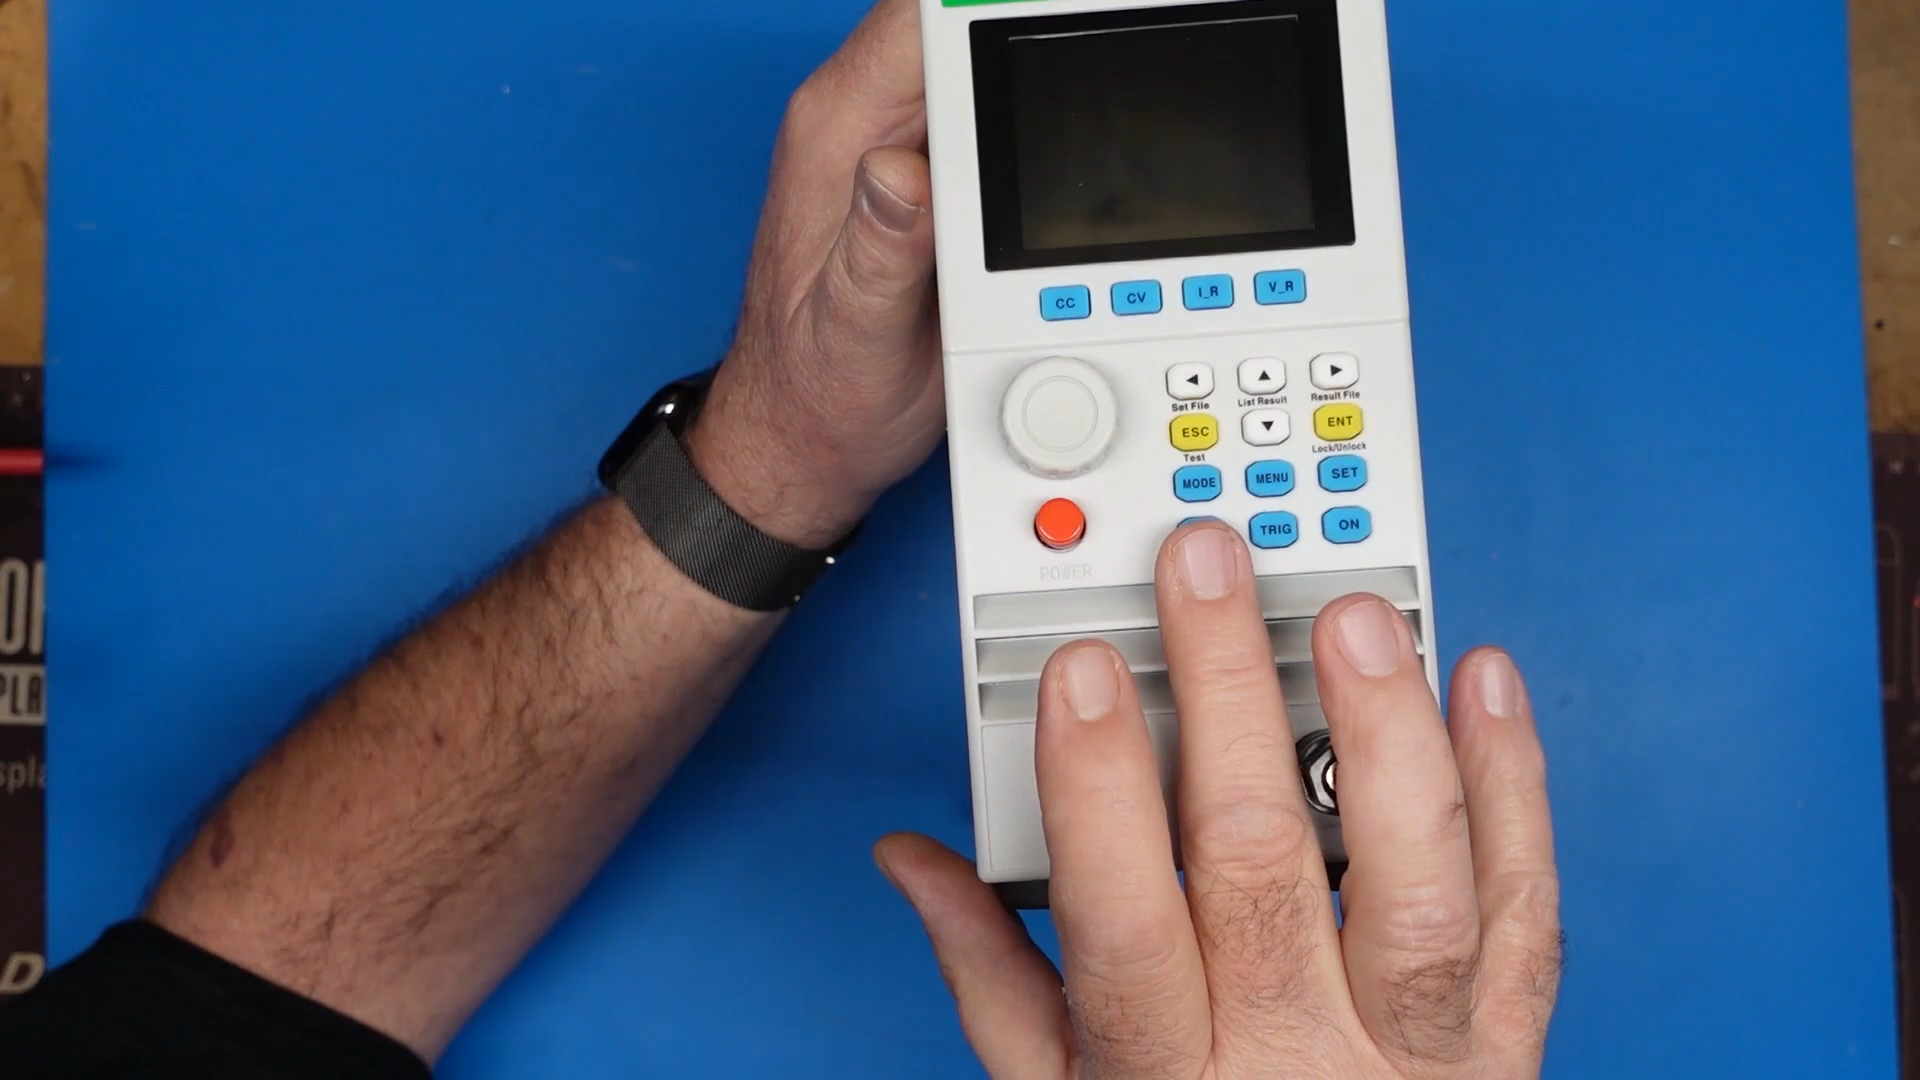 CC CV I_R V_R
◄ ▲ ►
Set File List Result Result File
ESC ▼ ENT
Test Lock/Unlock
MODE MENU SET
TRIG ON
POWER